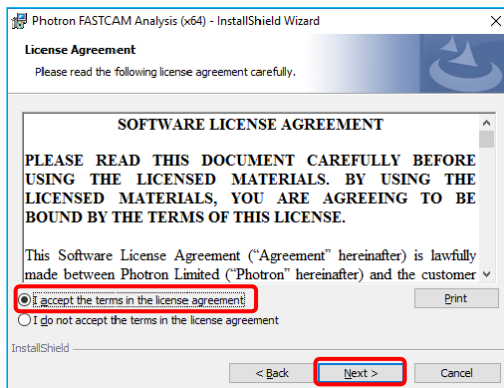 Photron FASTCAM Analysis (x64) - InstallShield Wizard
License Agreement
Please read the following license agreement carefully.
SOFTWARE LICENSE AGREEMENT
PLEASE READ THIS DOCUMENT CAREFULLY BEFORE
USING THE LICENSED MATERIALS. BY USING THE
LICENSED MATERIALS, YOU ARE AGREEING TO BE
BOUND BY THE TERMS OF THIS LICENSE.
This Software License Agreement (“Agreement” hereinafter) is lawfully
made between Photron Limited (“Photron” hereinafter) and the customer
I accept the terms in the license agreement
Print
I do not accept the terms in the license agreement
InstallShield
< Back Next > Cancel